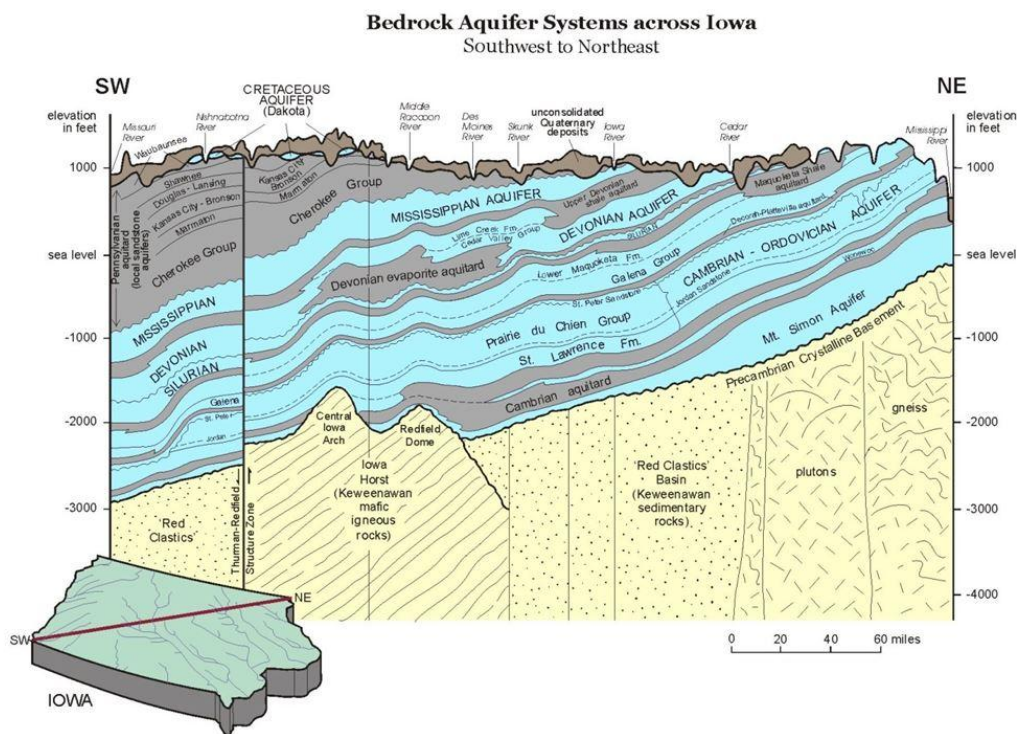 Bedrock Aquifer Systems across Iowa
Southwest to Northeast
SW
NE
elevation
in feet
Missouri
River
Nishnabotna
River
CRETACEOUS
AQUIFER
(Dakota)
Middle
Raccoon
River
Des
Moines
River
Skunk
River
unconsolidated
Quaternary
deposits
Iowa
River
Cedar
River
Mississippi
River
elevation
in feet
1000
sea level
-1000
-2000
-3000
1000
sea level
-1000
-2000
-3000
-4000
Waubaunsee
Shawnee
Douglas - Lansing
Kansas City - Bronson
Marmaton
Cherokee Group
Pennsylvanian
aquitard
(local sandstone
aquifers)
MISSISSIPPIAN
DEVONIAN
SILURIAN
Galena
St. Peter
Jordan
Kansas City
Bronson
Marmaton
Cherokee Group
MISSISSIPPIAN AQUIFER
Upper Devonian
shale aquitard
Maquoketa Shale
aquitard
Lime Creek Fm.
Cedar Valley Group
DEVONIAN AQUIFER
SILURIAN
Devonian evaporite aquitard
Lower Maquoketa Fm.
Galena Group
Decorah-Platteville aquitard
St. Peter Sandstone
CAMBRIAN - ORDOVICIAN AQUIFER
Jordan Sandstone
Prairie du Chien Group
St. Lawrence Fm.
Wonewoc
Mt. Simon Aquifer
Cambrian aquitard
Precambrian Crystalline Basement
Central
Iowa
Arch
Redfield
Dome
Iowa
Horst
(Keweenawan
mafic
igneous
rocks)
'Red
Clastics'
Thurman-Redfield
Structure Zone
'Red Clastics'
Basin
(Keweenawan
sedimentary
rocks)
plutons
gneiss
0 20 40 60 miles
SW
NE
IOWA